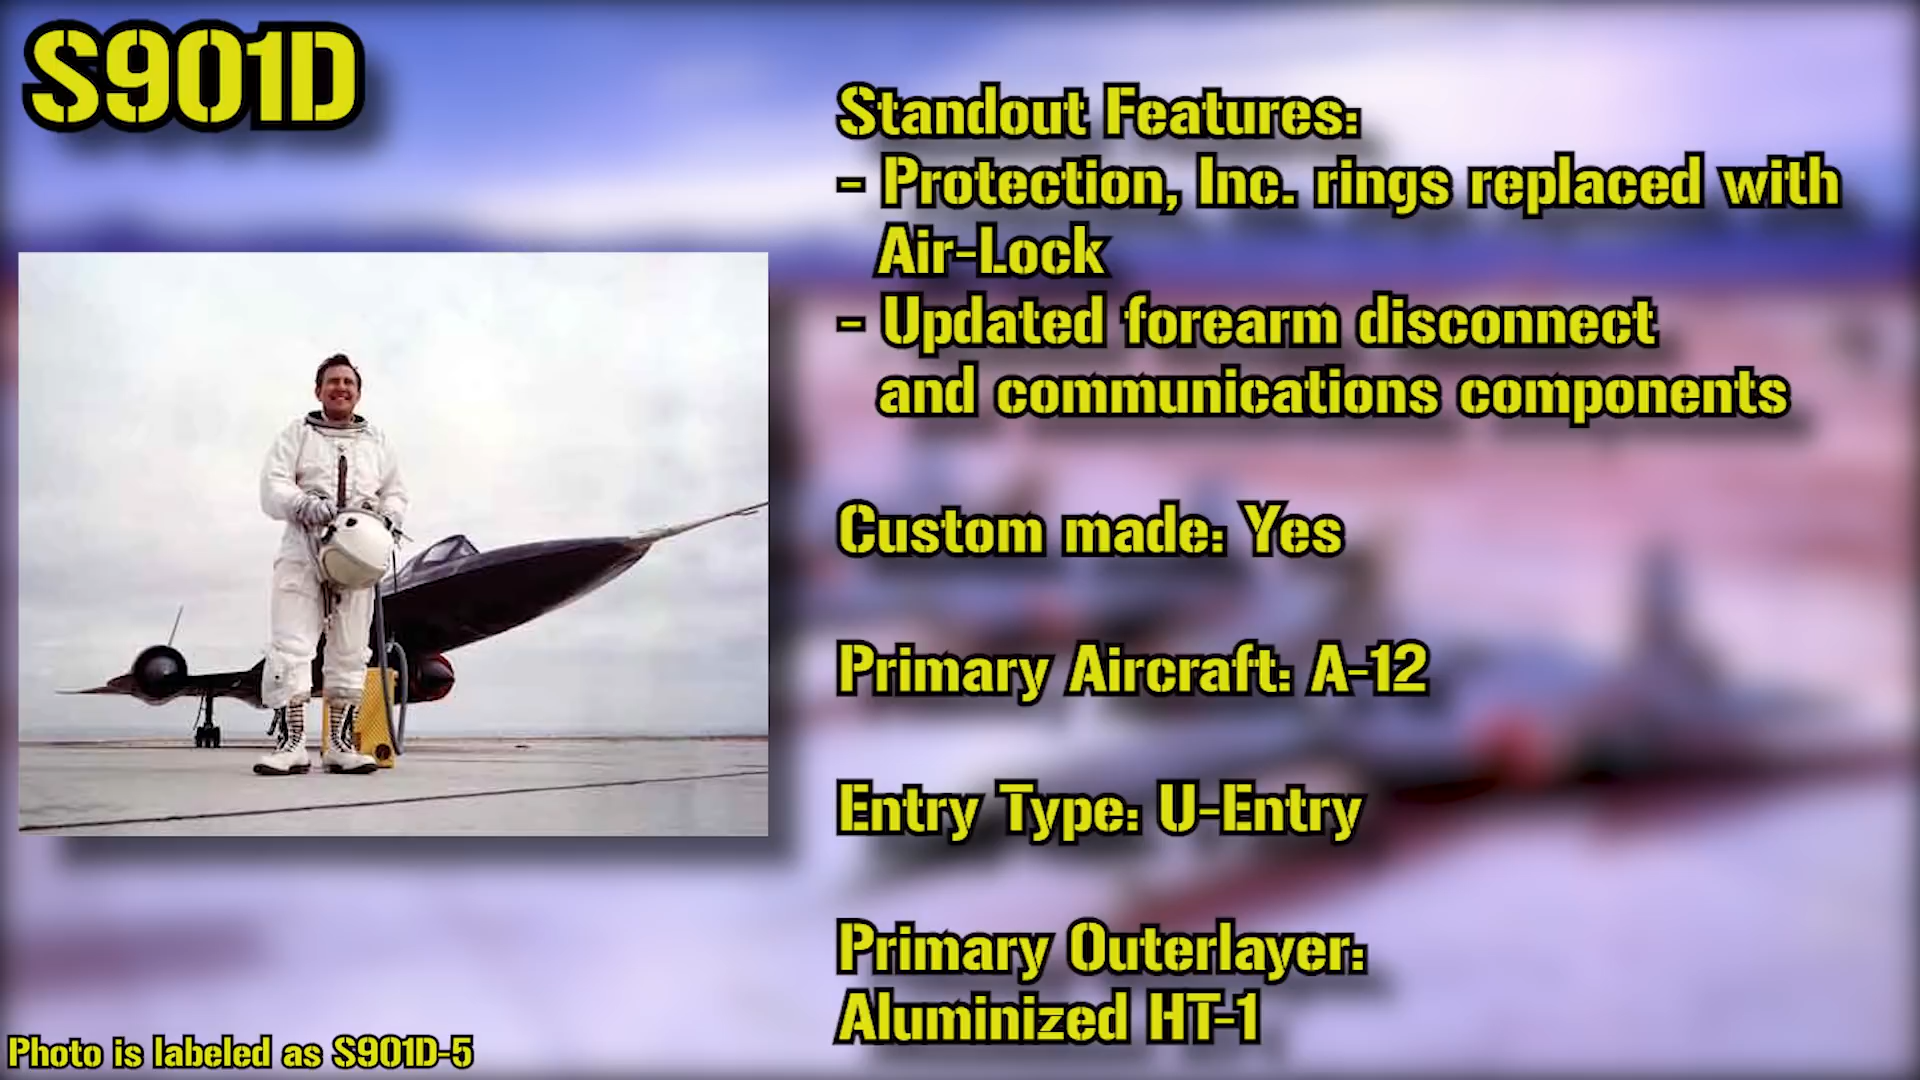 S901D
Standout Features:
- Protection, Inc. rings replaced with
Air-Lock
- Updated forearm disconnect
and communications components
Custom made: Yes
Primary Aircraft: A-12
Entry Type: U-Entry
Primary Outerlayer:
Aluminized HT-1
Photo is labeled as S901D-5